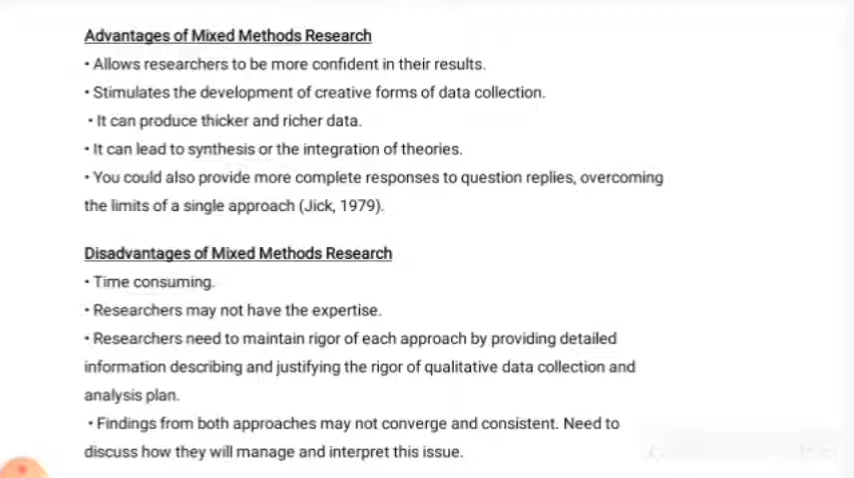 Advantages of Mixed Methods Research
• Allows researchers to be more confident in their results.
• Stimulates the development of creative forms of data collection.
• It can produce thicker and richer data.
• It can lead to synthesis or the integration of theories.
• You could also provide more complete responses to question replies, overcoming
the limits of a single approach (Jick, 1979).
Disadvantages of Mixed Methods Research
• Time consuming.
• Researchers may not have the expertise.
• Researchers need to maintain rigor of each approach by providing detailed
information describing and justifying the rigor of qualitative data collection and
analysis plan.
• Findings from both approaches may not converge and consistent. Need to
discuss how they will manage and interpret this issue.